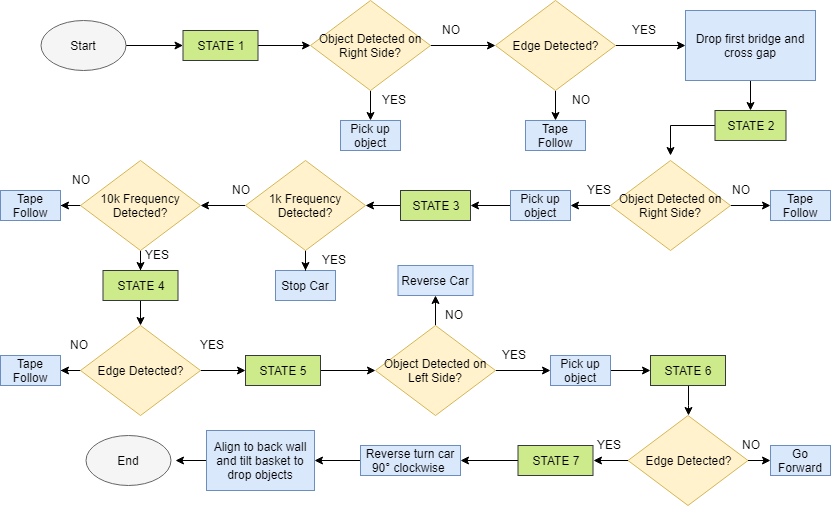 Start
STATE 1
Object Detected on
Right Side?
NO
Edge Detected?
YES
Drop first bridge and
cross gap
YES
Pick up
object
NO
Tape
Follow
STATE 2
Tape
Follow
NO
10k Frequency
Detected?
NO
1k Frequency
Detected?
STATE 3
Pick up
object
YES
Object Detected on
Right Side?
NO
Tape
Follow
YES
STATE 4
YES
Stop Car
Reverse Car
NO
Tape
Follow
NO
Edge Detected?
YES
STATE 5
Object Detected on
Left Side?
YES
Pick up
object
STATE 6
End
Align to back wall
and tilt basket to
drop objects
Reverse turn car
90° clockwise
STATE 7
YES
Edge Detected?
NO
Go
Forward